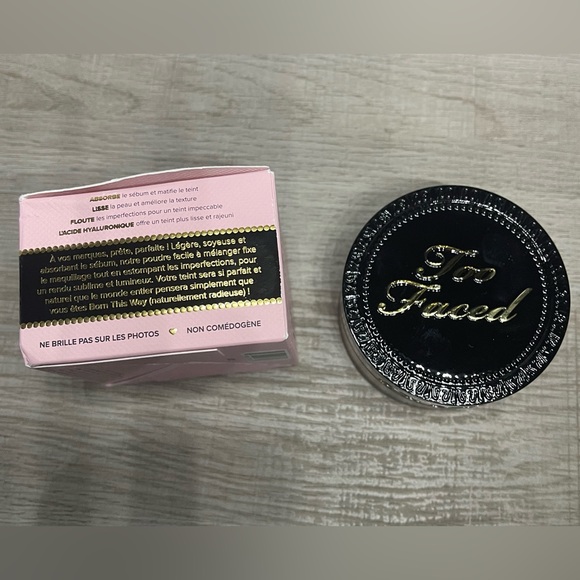 ABSORBE le sébum et matifie le teint
LISSE la peau et améliore la texture
FLOUTE les imperfections pour un teint impeccable
L'ACIDE HYALURONIQUE offre un teint plus lisse et rajeuni
À vos marques, prête, parfaite ! Légère, soyeuse et
absorbant le sébum, notre poudre facile à mélanger fixe
le maquillage tout en estompant les imperfections, pour
un rendu sublime et lumineux. Votre teint sera si parfait et
naturel que le monde entier pensera simplement que
vous êtes Born This Way (naturellement radieuse) !
NE BRILLE PAS SUR LES PHOTOS
NON COMÉDOGÈNE
Too
Faced